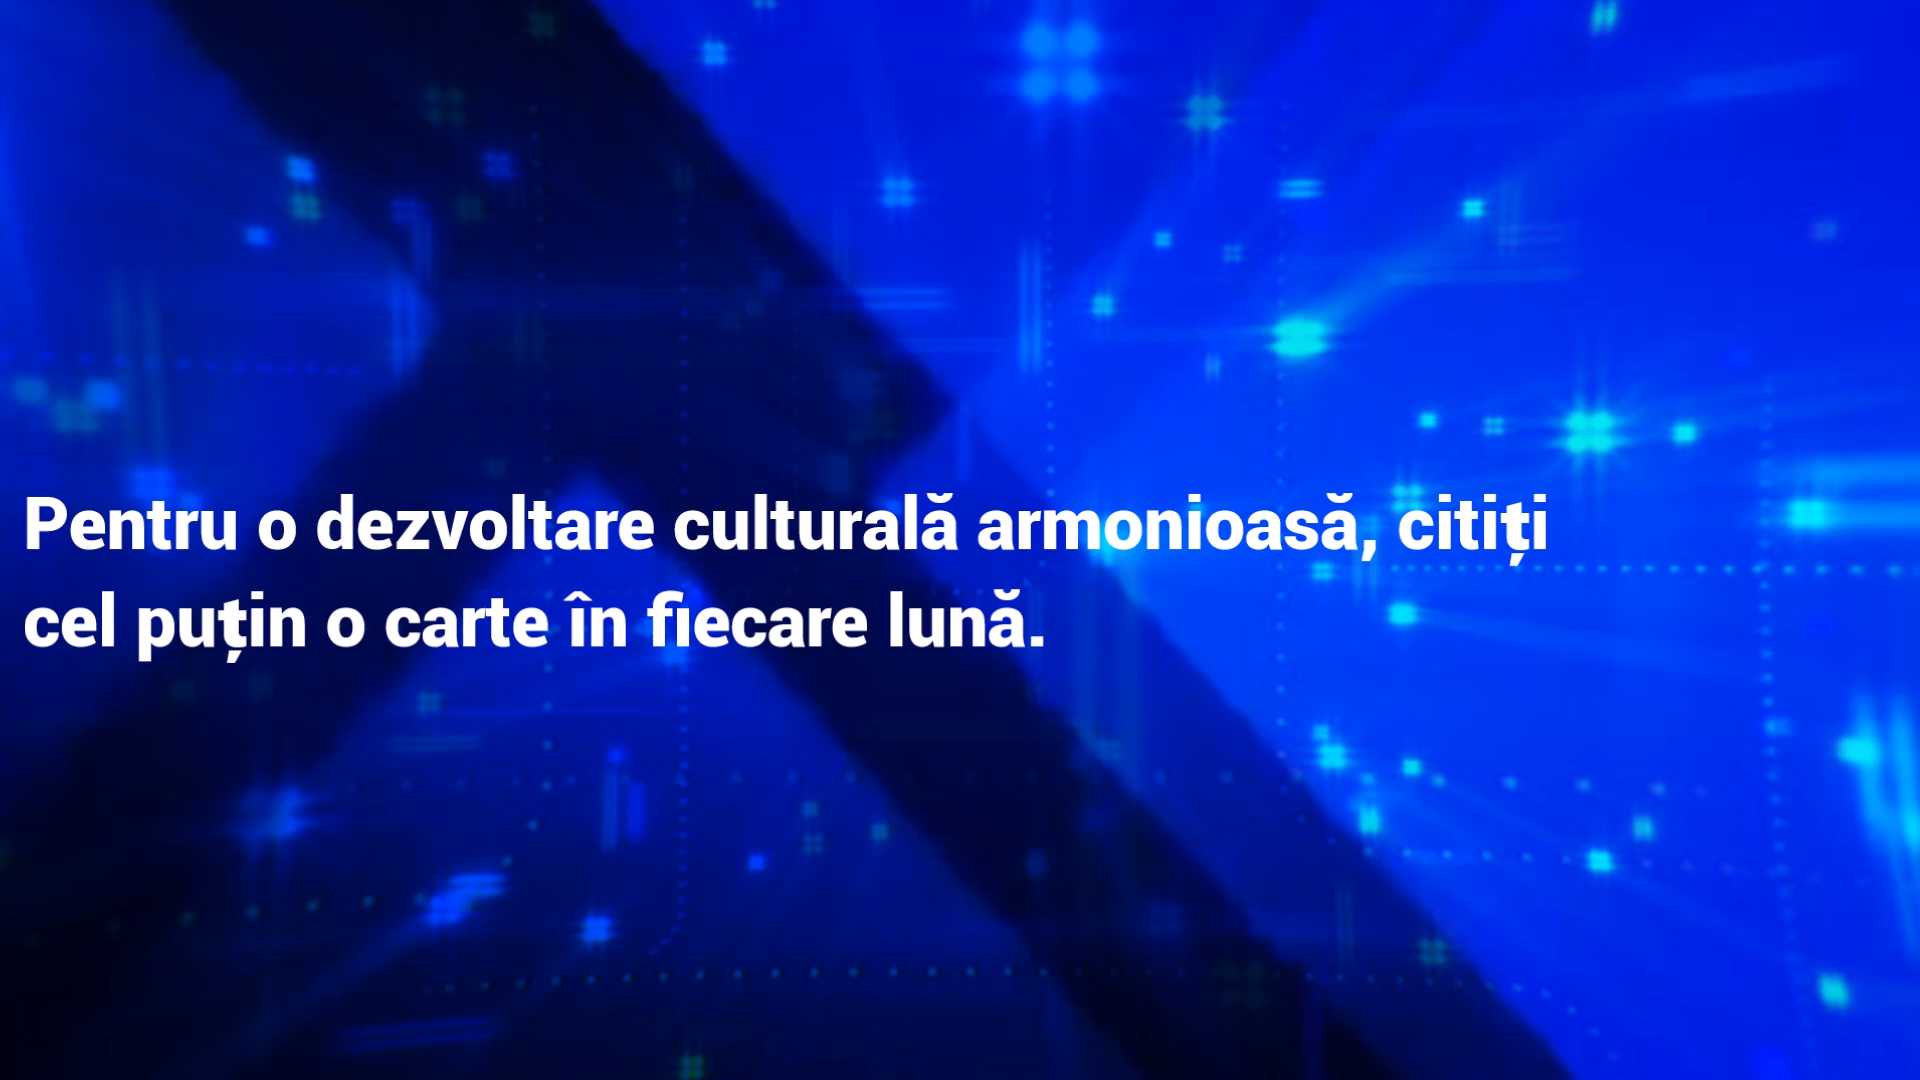 Pentru o dezvoltare culturală armonioasă, citiți
cel puțin o carte în fiecare lună.